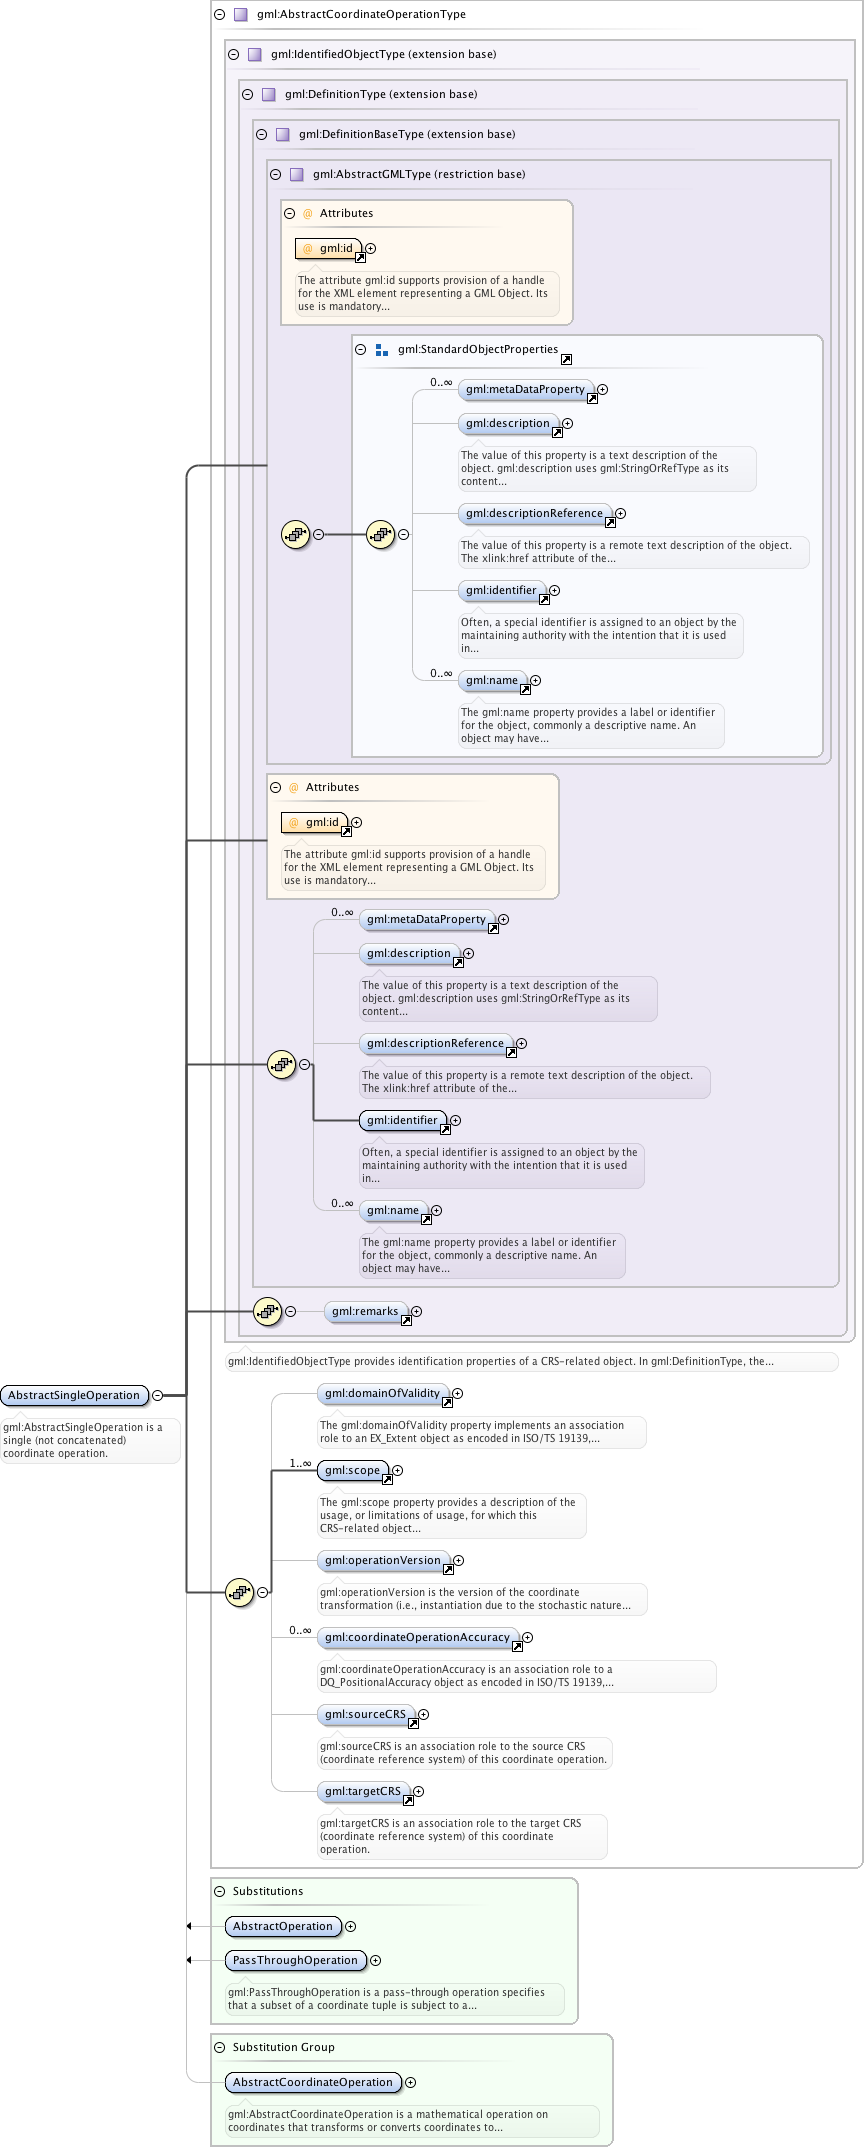 gml:AbstractCoordinateOperationType
gml:IdentifiedObjectType (extension base)
gml:DefinitionType (extension base)
gml:DefinitionBaseType (extension base)
gml:AbstractGMLType (restriction base)
@ Attributes
@ gml:id
The attribute gml:id supports provision of a handle
for the XML element representing a GML Object. Its
use is mandatory...
gml:StandardObjectProperties
0..∞
gml:metaDataProperty
gml:description
The value of this property is a text description of the
object. gml:description uses gml:StringOrRefType as its
content...
gml:descriptionReference
The value of this property is a remote text description of the object.
The xlink:href attribute of the...
gml:identifier
Often, a special identifier is assigned to an object by the
maintaining authority with the intention that it is used
in...
0..∞
gml:name
The gml:name property provides a label or identifier
for the object, commonly a descriptive name. An
object may have...
@ Attributes
@ gml:id
The attribute gml:id supports provision of a handle
for the XML element representing a GML Object. Its
use is mandatory...
0..∞
gml:metaDataProperty
gml:description
The value of this property is a text description of the
object. gml:description uses gml:StringOrRefType as its
content...
gml:descriptionReference
The value of this property is a remote text description of the object.
The xlink:href attribute of the...
gml:identifier
Often, a special identifier is assigned to an object by the
maintaining authority with the intention that it is used
in...
0..∞
gml:name
The gml:name property provides a label or identifier
for the object, commonly a descriptive name. An
object may have...
gml:remarks
gml:IdentifiedObjectType provides identification properties of a CRS-related object. In gml:DefinitionType, the...
AbstractSingleOperation
gml:AbstractSingleOperation is a
single (not concatenated)
coordinate operation.
gml:domainOfValidity
The gml:domainOfValidity property implements an association
role to an EX_Extent object as encoded in ISO/TS 19139,...
1..∞
gml:scope
The gml:scope property provides a description of the
usage, or limitations of usage, for which this
CRS-related object...
gml:operationVersion
gml:operationVersion is the version of the coordinate
transformation (i.e., instantiation due to the stochastic nature...
0..∞
gml:coordinateOperationAccuracy
gml:coordinateOperationAccuracy is an association role to a
DQ_PositionalAccuracy object as encoded in ISO/TS 19139,...
gml:sourceCRS
gml:sourceCRS is an association role to the source CRS
(coordinate reference system) of this coordinate operation.
gml:targetCRS
gml:targetCRS is an association role to the target CRS
(coordinate reference system) of this coordinate
operation.
Substitutions
AbstractOperation
PassThroughOperation
gml:PassThroughOperation is a pass-through operation specifies
that a subset of a coordinate tuple is subject to a...
Substitution Group
AbstractCoordinateOperation
gml:AbstractCoordinateOperation is a mathematical operation on
coordinates that transforms or converts coordinates to...